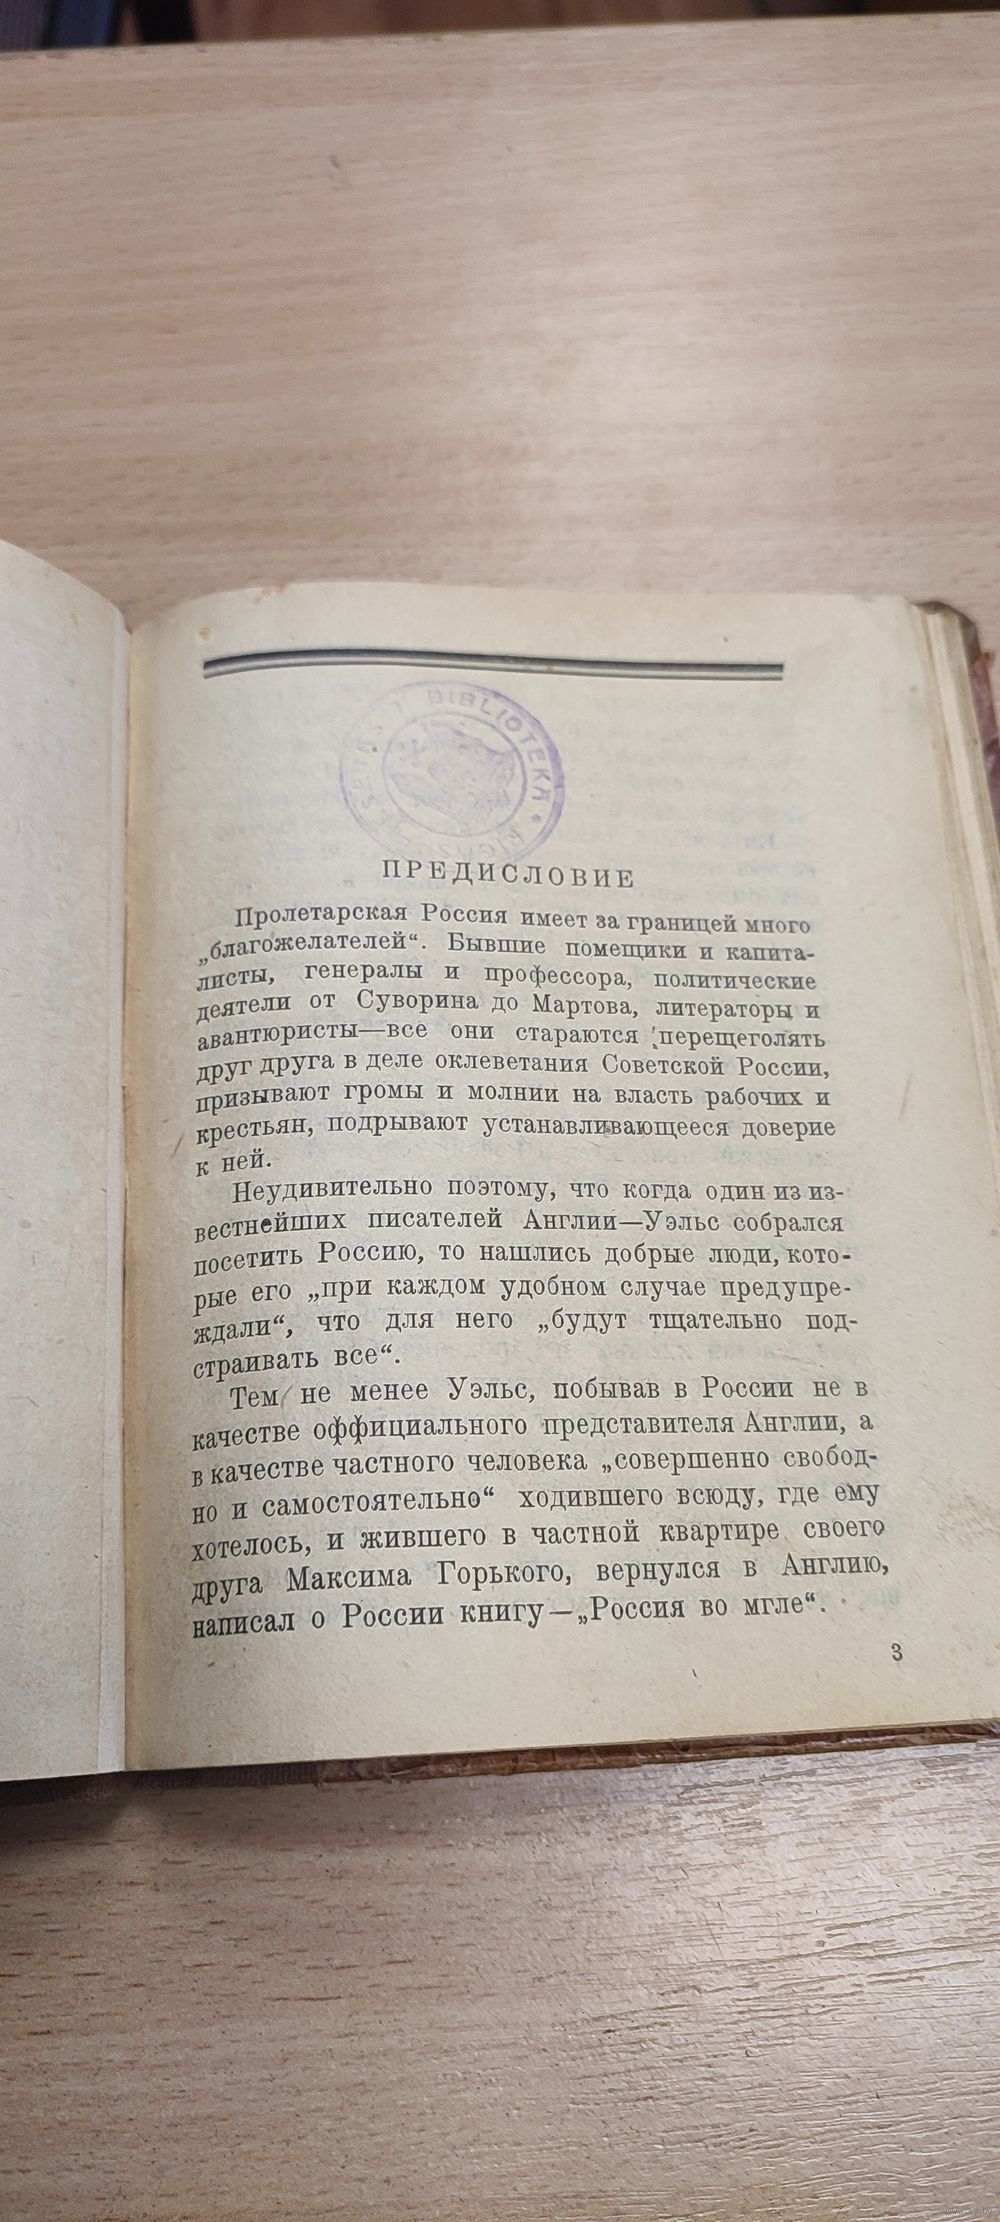 BIBLIOTEKA
ПРЕДИСЛОВИЕ
Пролетарская Россия имеет за границей много
„благожелателей“. Бывшие помещики и капита-
листы, генералы и профессора, политические
деятели от Суворина до Мартова, литераторы и
авантюристы—все они стараются перещеголять
друг друга в деле оклеветания Советской России,
призывают громы и молнии на власть рабочих и
крестьян, подрывают устанавливающееся доверие
к ней.
Неудивительно поэтому, что когда один из из-
вестнейших писателей Англии—Уэльс собрался
посетить Россию, то нашлись добрые люди, кото-
рые его „при каждом удобном случае предупре-
ждали“, что для него „будут тщательно под-
страивать все“.
Тем не менее Уэльс, побывав в России не в
качестве оффициального представителя Англии, а
в качестве частного человека „совершенно свобод-
но и самостоятельно“ ходившего всюду, где ему
хотелось, и жившего в частной квартире своего
друга Максима Горького, вернулся в Англию,
написал о России книгу—„Россия во мгле“.
3